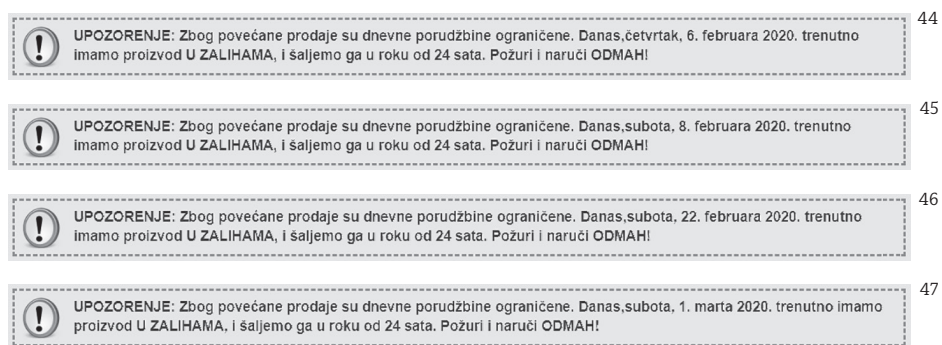 44
UPOZORENJE: Zbog povećane prodaje su dnevne porudžbine ograničene. Danas,četvrtak, 6. februara 2020. trenutno
imamo proizvod U ZALIHAMA, i šaljemo ga u roku od 24 sata. Požuri i naruči ODMAH!
45
UPOZORENJE: Zbog povećane prodaje su dnevne porudžbine ograničene. Danas,subota, 8. februara 2020. trenutno
imamo proizvod U ZALIHAMA, i šaljemo ga u roku od 24 sata. Požuri i naruči ODMAH!
46
UPOZORENJE: Zbog povećane prodaje su dnevne porudžbine ograničene. Danas,subota, 22. februara 2020. trenutno
imamo proizvod U ZALIHAMA, i šaljemo ga u roku od 24 sata. Požuri i naruči ODMAH!
47
UPOZORENJE: Zbog povećane prodaje su dnevne porudžbine ograničene. Danas,subota, 1. marta 2020. trenutno imamo
proizvod U ZALIHAMA, i šaljemo ga u roku od 24 sata. Požuri i naruči ODMAH!